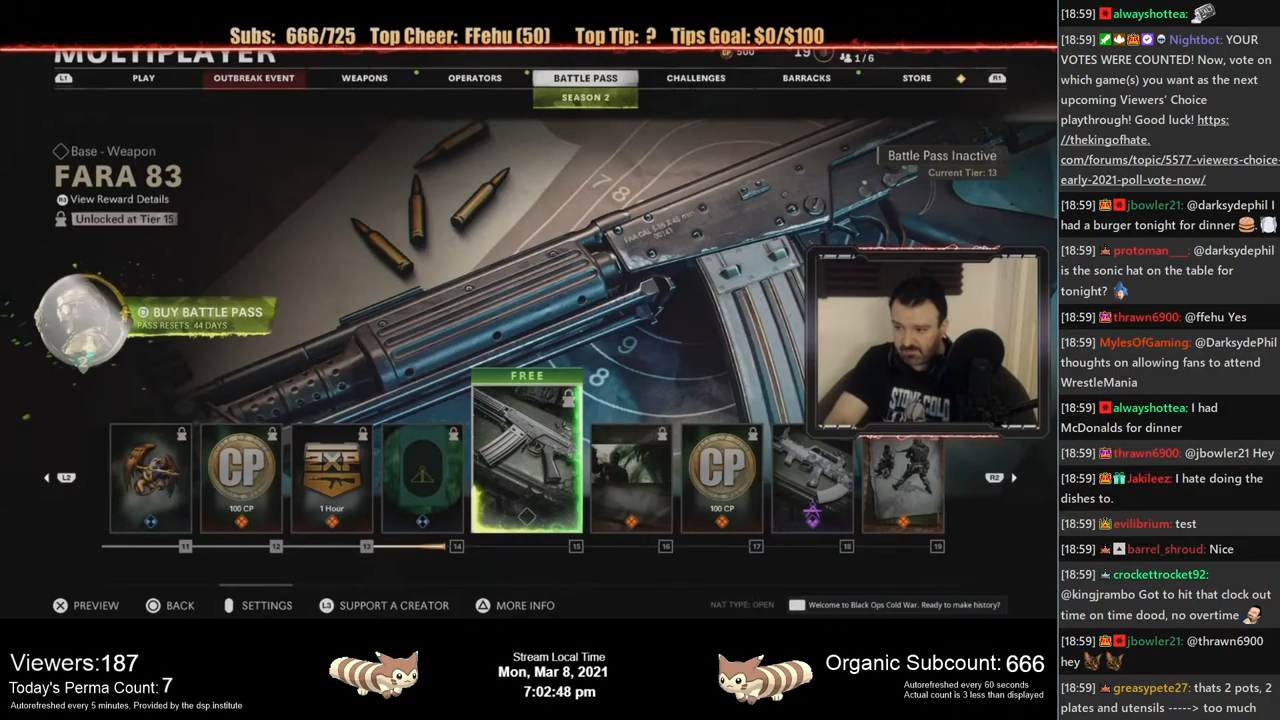 Subs: 666/725 Top Cheer: FFehu (50) Top Tip: ? Tips Goal: $0/$100
MULTIPLAYER
500
19
1/6
L1 PLAY OUTBREAK EVENT WEAPONS OPERATORS BATTLE PASS CHALLENGES BARRACKS STORE R1
SEASON 2
Base - Weapon
FARA 83
R3 View Reward Details
Unlocked at Tier 15
Battle Pass Inactive
Current Tier: 13
BUY BATTLE PASS
PASS RESETS: 44 DAYS
FREE
CP CP
2XP
100 CP 1 Hour 100 CP
L2 R2
11 12 13 14 15 16 17 18 19
7 8
9
8
STONE COLD
PREVIEW BACK SETTINGS L3 SUPPORT A CREATOR MORE INFO
NAT TYPE: OPEN Welcome to Black Ops Cold War. Ready to make history?
Viewers:187
Today's Perma Count: 7
Autorefreshed every 5 minutes, Provided by the dsp.institute
Stream Local Time
Mon, Mar 8, 2021
7:02:48 pm
Organic Subcount: 666
Autorefreshed every 60 seconds
Actual count is 3 less than displayed
[18:59] alwayshottea:
[18:59] Nightbot: YOUR
VOTES WERE COUNTED! Now, vote on
which game(s) you want as the next
upcoming Viewers' Choice
playthrough! Good luck! https:
//thekingofhate.
com/forums/topic/5577-viewers-choice-
early-2021-poll-vote-now/
[18:59] jbowler21: @darksydephil I
had a burger tonight for dinner
[18:59] protoman___: @darksydephil
is the sonic hat on the table for
tonight?
[18:59] thrawn6900: @ffehu Yes
[18:59] MylesOfGaming: @DarksydePhil
thoughts on allowing fans to attend
WrestleMania
[18:59] alwayshottea: I had
McDonalds for dinner
[18:59] thrawn6900: @jbowler21 Hey
[18:59] Jakileez: I hate doing the
dishes to.
[18:59] evilibrium: test
[18:59] barrel_shroud: Nice
[18:59] crockettrocket92:
@kingjrambo Got to hit that clock out
time on time dood, no overtime
[18:59] jbowler21: @thrawn6900
hey
[18:59] greasypete27: thats 2 pots, 2
plates and utensils -----> too much